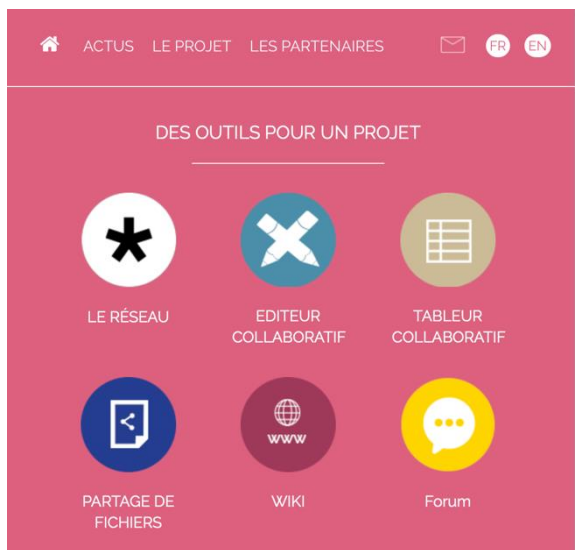 ACTUS LE PROJET LES PARTENAIRES FR EN
DES OUTILS POUR UN PROJET
LE RÉSEAU
EDITEUR
COLLABORATIF
TABLEUR
COLLABORATIF
PARTAGE DE
FICHIERS
www
WIKI
Forum